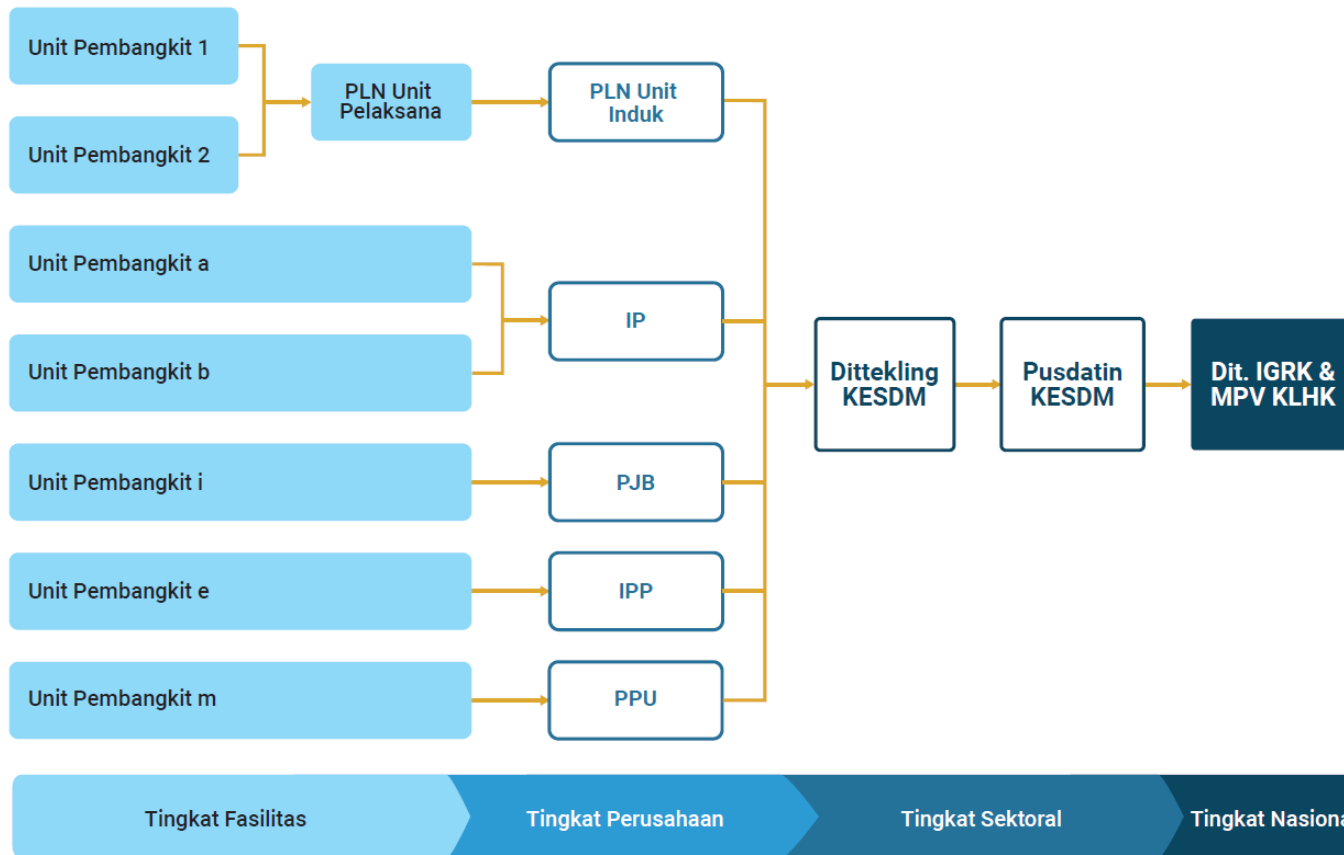 Unit Pembangkit 1
Unit Pembangkit 2
PLN Unit
Pelaksana
PLN Unit
Induk
Unit Pembangkit a
Unit Pembangkit b
IP
Unit Pembangkit i
PJB
Unit Pembangkit e
IPP
Unit Pembangkit m
PPU
Dittekling
KESDM
Pusdatin
KESDM
Dit. IGRK &
MPV KLHK
Tingkat Fasilitas
Tingkat Perusahaan
Tingkat Sektoral
Tingkat Nasiona